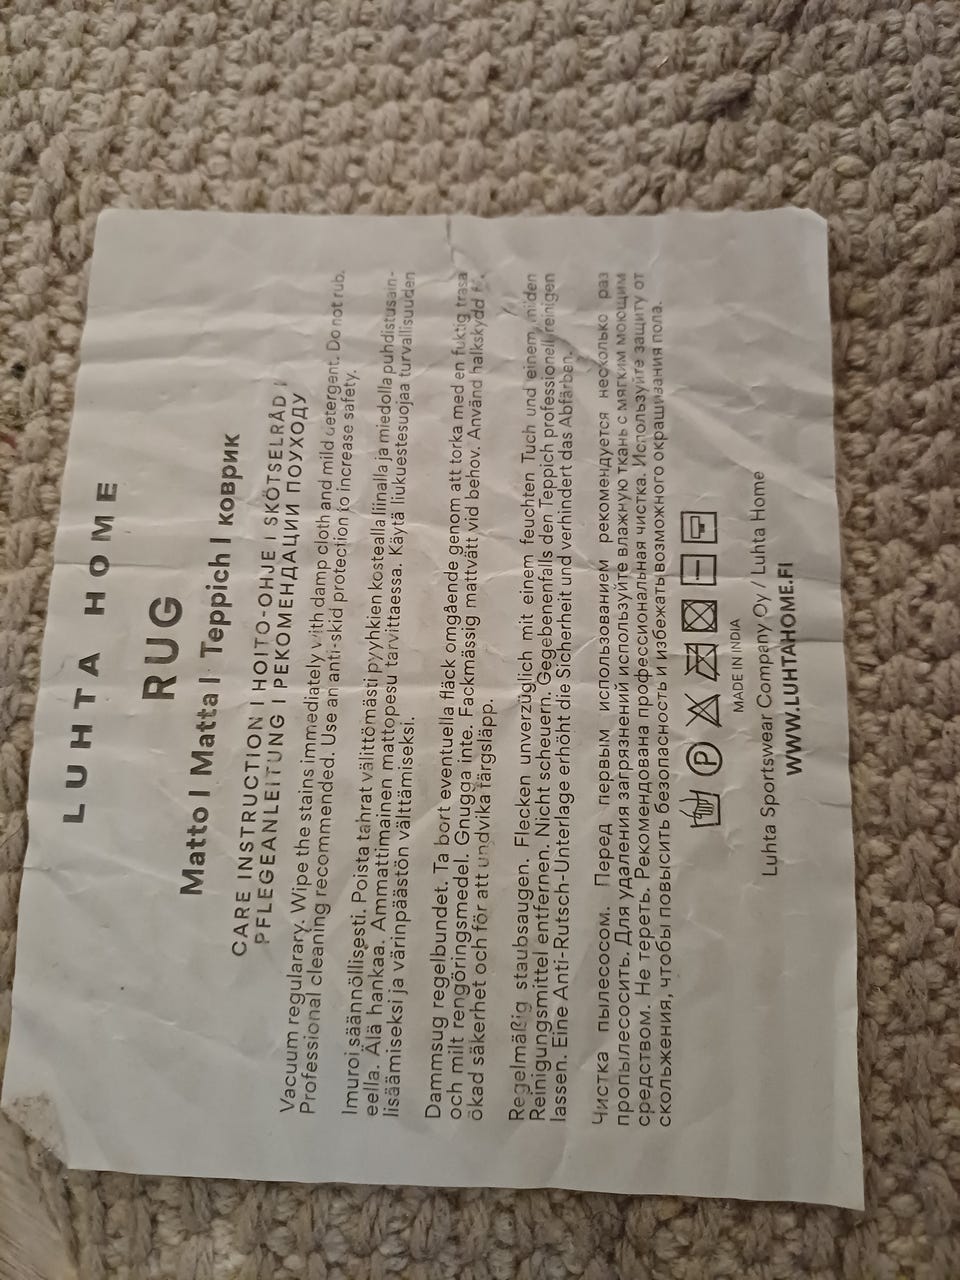 LUHTA HOME
RUG
Matto | Matta | Teppich | коврик
CARE INSTRUCTION | HOITO-OHJE | SKÖTSELRÅD |
PFLEGEANLEITUNG | РЕКОМЕНДАЦИИ ПОУХОДУ
Vacuum regularary. Wipe the stains immediately with damp cloth and mild detergent. Do not rub.
Professional cleaning recommended. Use an anti-skid protection to increase safety.
Imuroi säännöllisesti. Poista tahrat välittömästi pyyhkien kostealla liinalla ja miedolla puhdistusain-
eella. Älä hankaa. Ammattimainen mattopesu tarvittaessa. Käytä liukuestesuojaa turvallisuuden
lisäämiseksi ja värinpäästön välttämiseksi.
Dammsug regelbundet. Ta bort eventuella fläck omgående genom att torka med en fuktig trasa
och milt rengöringsmedel. Gnugga inte. Fackmässig mattvätt vid behov. Använd halkskydd
ökad säkerhet och för att undvika färgsläpp.
Regelmäßig staubsaugen. Flecken unverzüglich mit einem feuchten Tuch und einem milden
Reinigungsmittel entfernen. Nicht scheuern. Gegebenenfalls den Teppich professionell reinigen
lassen. Eine Anti-Rutsch-Unterlage erhöht die Sicherheit und verhindert das Abfärben.
Чистка пылесосом. Перед первым использованием рекомендуется несколько раз
пропылесосить. Для удаления загрязнений используйте влажную ткань с мягким моющим
средством. Не тереть. Рекомендована профессиональная чистка. Используйте защиту от
скольжения, чтобы повысить безопасность и избежать возможного окрашивания пола.
P
MADE IN INDIA
Luhta Sportswear Company Oy / Luhta Home
WWW.LUHTAHOME.FI